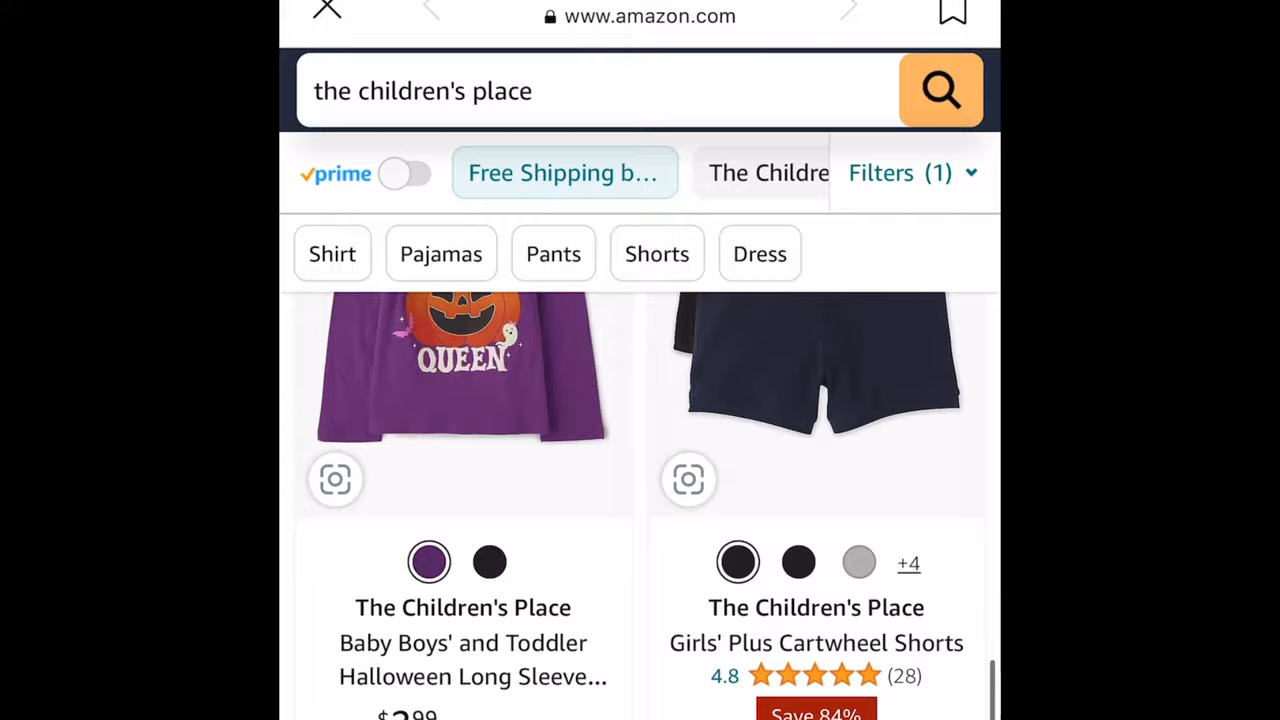 www.amazon.com
the children's place
prime
Free Shipping b...
The Childre
Filters (1)
Shirt
Pajamas
Pants
Shorts
Dress
QUEEN
+4
The Children's Place
Baby Boys' and Toddler
Halloween Long Sleeve...
The Children's Place
Girls' Plus Cartwheel Shorts
4.8
(28)
Save 84%